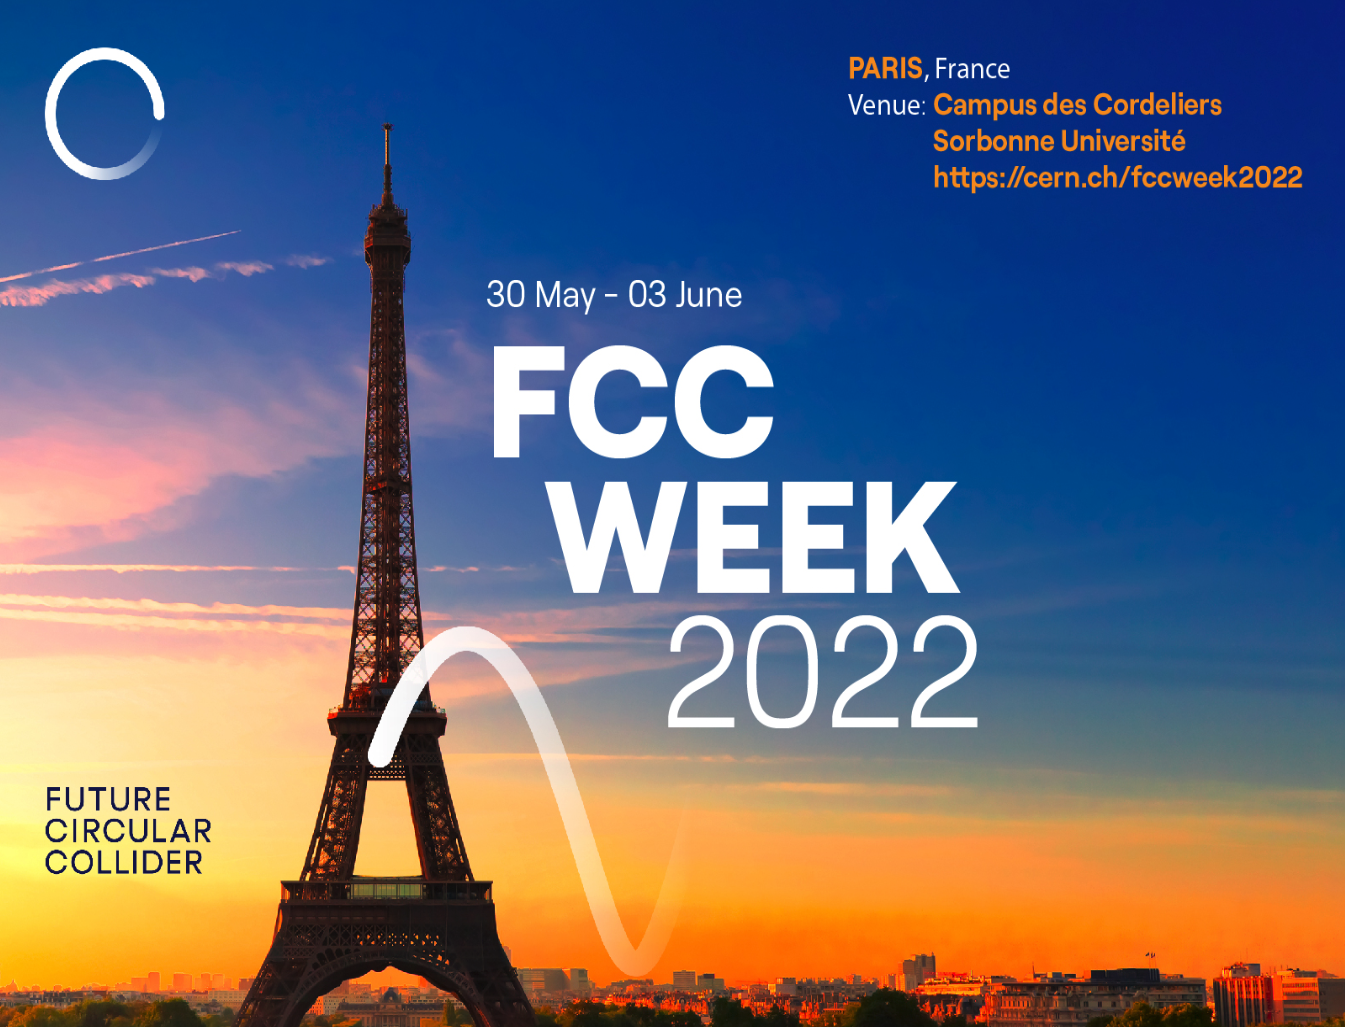 PARIS, France
Venue: Campus des Cordeliers
Sorbonne Université
https://cern.ch/fccweek2022
30 May - 03 June
FCC
WEEK
2022
FUTURE
CIRCULAR
COLLIDER